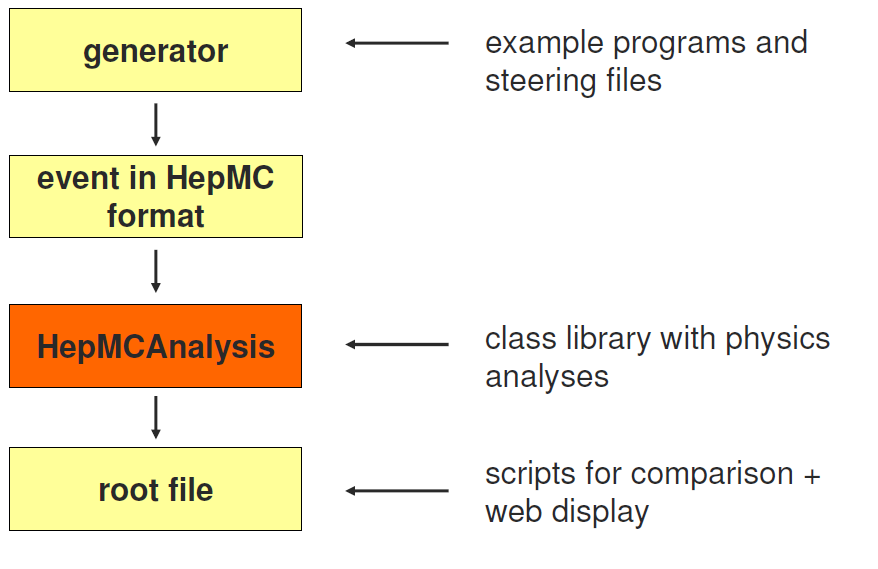 generator
example programs and
steering files
event in HepMC
format
HepMCAnalysis
class library with physics
analyses
root file
scripts for comparison +
web display